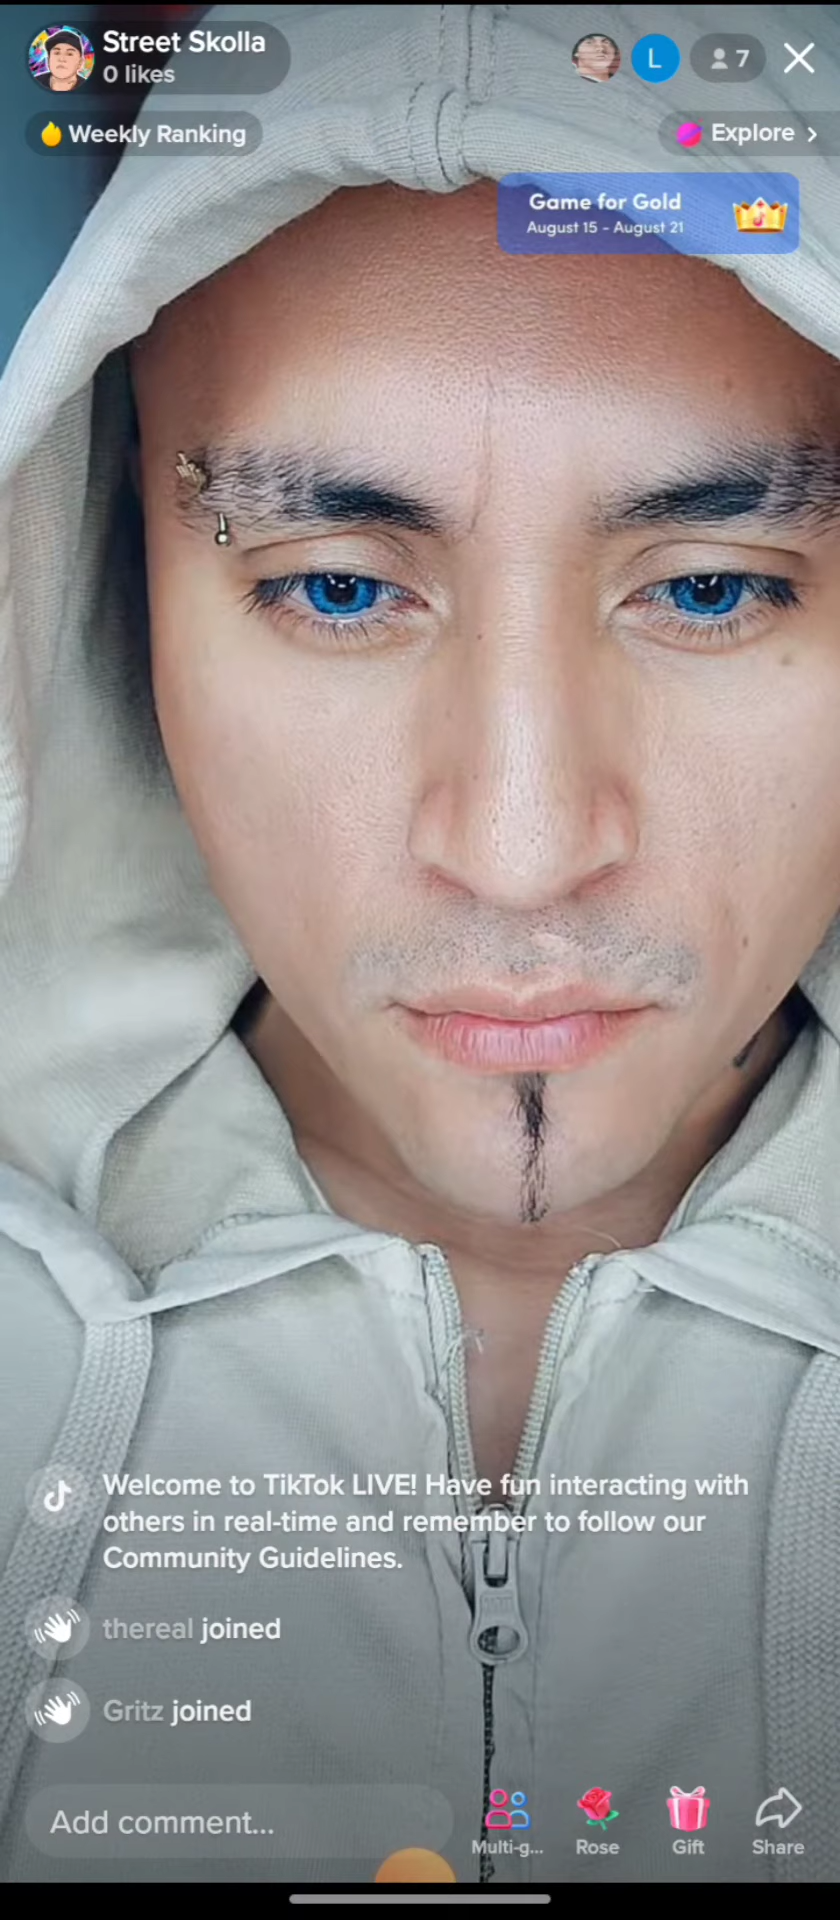 Street Skolla
0 likes
L
7
Weekly Ranking
Explore
Game for Gold
August 15 - August 21
Welcome to TikTok LIVE! Have fun interacting with
others in real-time and remember to follow our
Community Guidelines.
thereal joined
Gritz joined
Add comment...
Multi-g...
Rose
Gift
Share